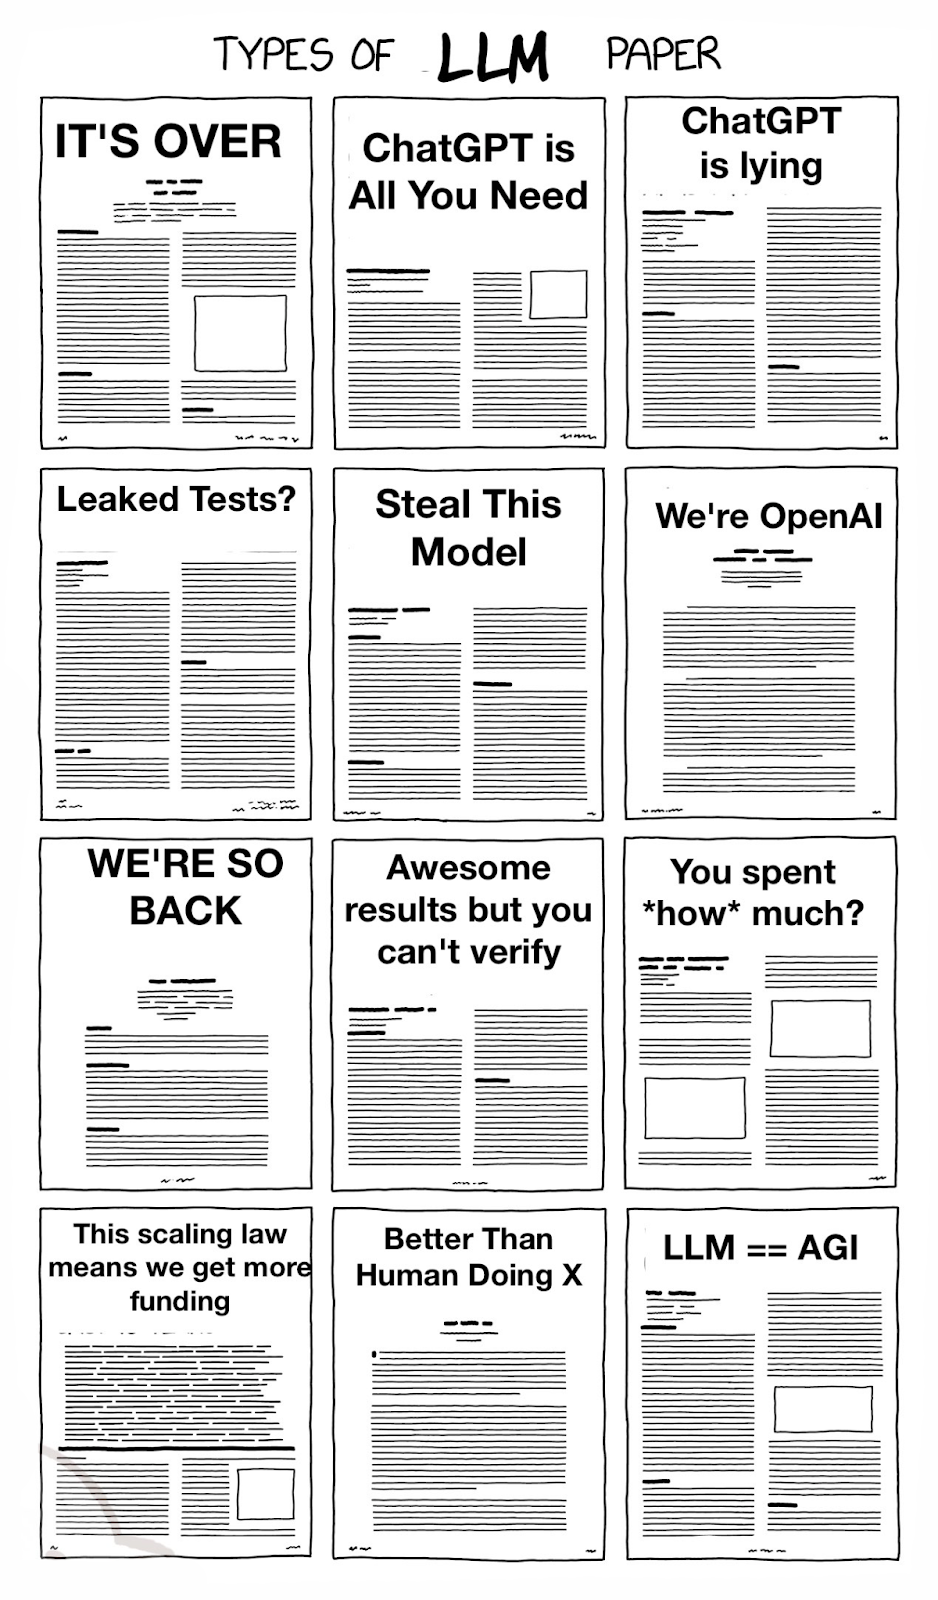 TYPES OF LLM PAPER
IT'S OVER
ChatGPT is
All You Need
ChatGPT
is lying
Leaked Tests?
Steal This
Model
We're OpenAI
WE'RE SO
BACK
Awesome
results but you
can't verify
You spent
*how* much?
This scaling law
means we get more
funding
Better Than
Human Doing X
LLM == AGI